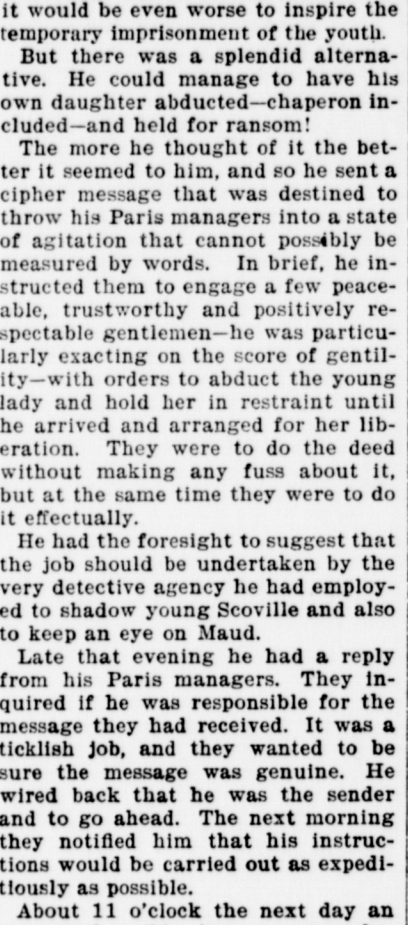 it would be even worse to inspire the
temporary imprisonment of the youth.
But there was a splendid alterna-
tive. He could manage to have his
own daughter abducted—chaperon in-
cluded—and held for ransom!
The more he thought of it the bet-
ter it seemed to him, and so he sent a
cipher message that was destined to
throw his Paris managers into a state
of agitation that cannot possibly be
measured by words. In brief, he in-
structed them to engage a few peace-
able, trustworthy and positively re-
spectable gentlemen—he was particu-
larly exacting on the score of gentil-
ity—with orders to abduct the young
lady and hold her in restraint until
he arrived and arranged for her lib-
eration. They were to do the deed
without making any fuss about it,
but at the same time they were to do
it effectually.
He had the foresight to suggest that
the job should be undertaken by the
very detective agency he had employ-
ed to shadow young Scoville and also
to keep an eye on Maud.
Late that evening he had a reply
from his Paris managers. They in-
quired if he was responsible for the
message they had received. It was a
ticklish job, and they wanted to be
sure the message was genuine. He
wired back that he was the sender
and to go ahead. The next morning
they notified him that his instruc-
tions would be carried out as expedi-
tiously as possible.
About 11 o'clock the next day an